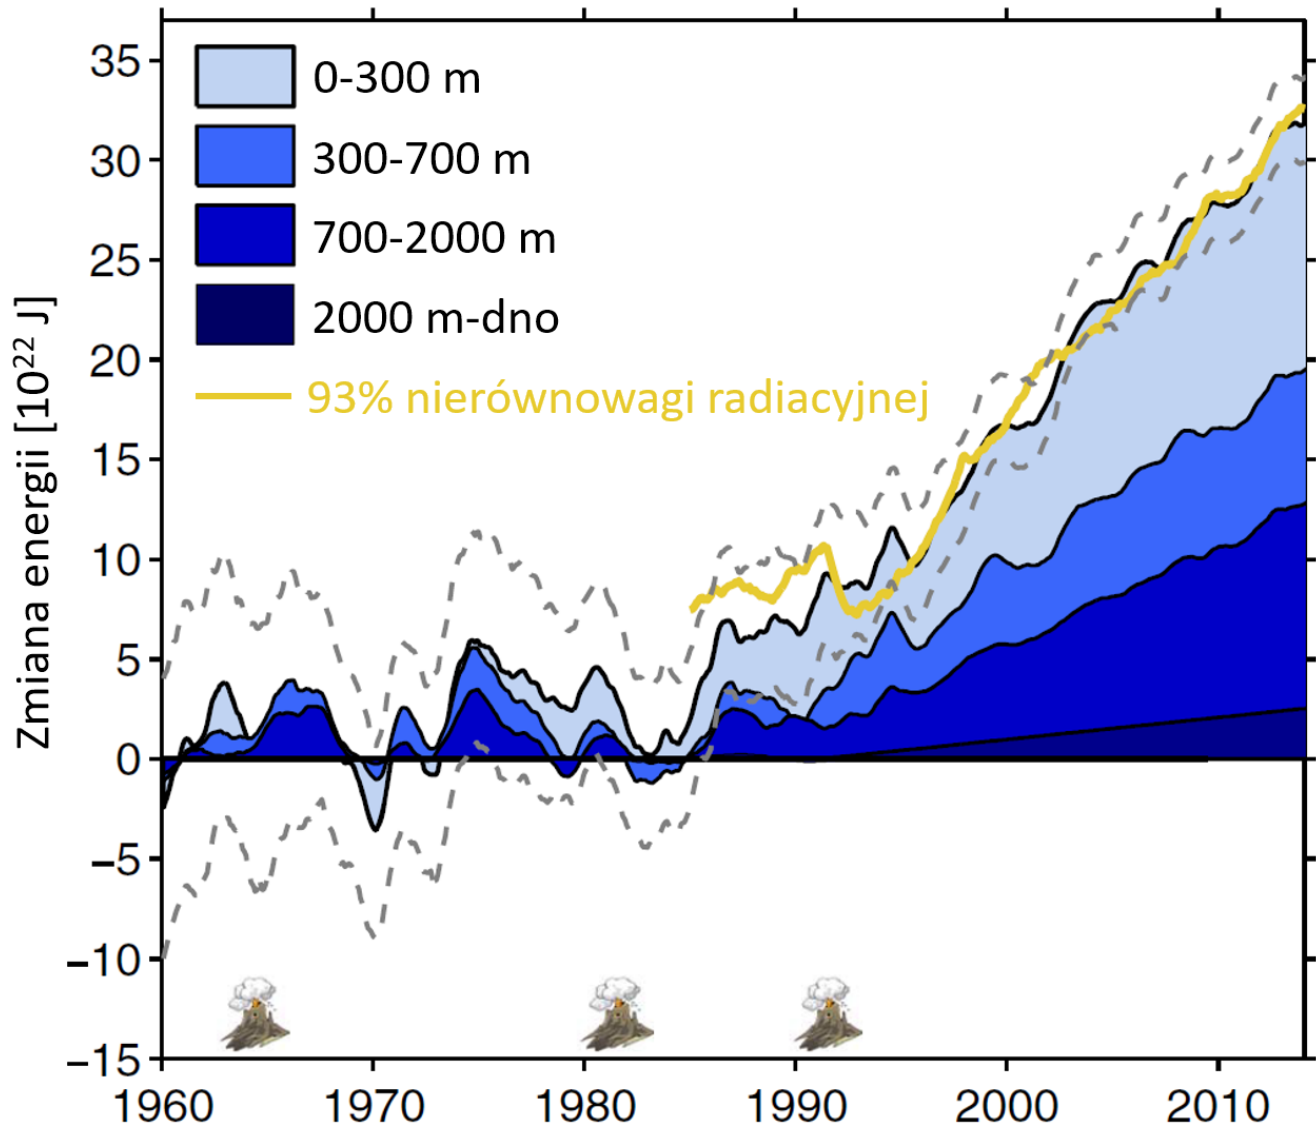 35
30
25
20
15
10
5
0
−5
−10
−15
Zmiana energii [10²² J]
0-300 m
300-700 m
700-2000 m
2000 m-dno
93% nierównowagi radiacyjnej
1960 1970 1980 1990 2000 2010